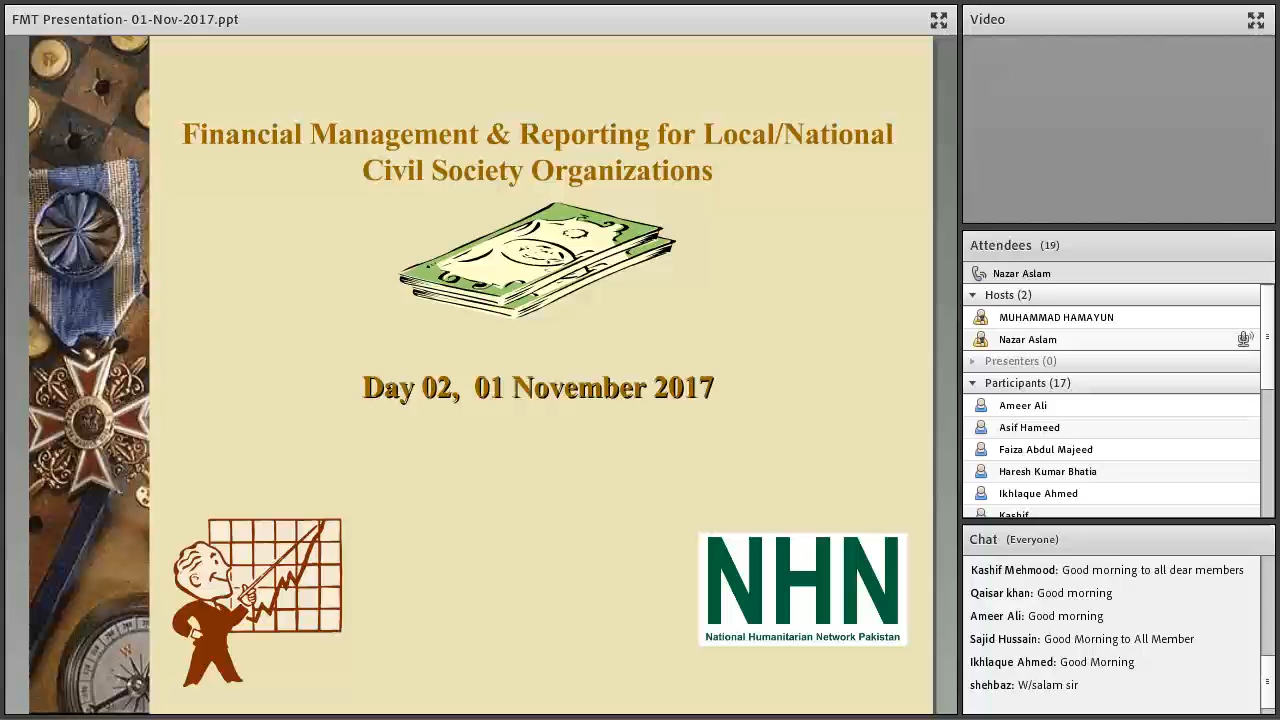 FMT Presentation- 01-Nov-2017.ppt
Financial Management & Reporting for Local/National
Civil Society Organizations
Day 02, 01 November 2017
NHN
National Humanitarian Network Pakistan
Video
Attendees (19)
Nazar Aslam
Hosts (2)
MUHAMMAD HAMAYUN
Nazar Aslam
Presenters (0)
Participants (17)
Ameer Ali
Asif Hameed
Faiza Abdul Majeed
Haresh Kumar Bhatia
Ikhlaque Ahmed
Kashif
Chat (Everyone)
Kashif Mehmood: Good morning to all dear members
Qaisar khan: Good morning
Ameer Ali: Good morning
Sajid Hussain: Good Morning to All Member
Ikhlaque Ahmed: Good Morning
shehbaz: W/salam sir